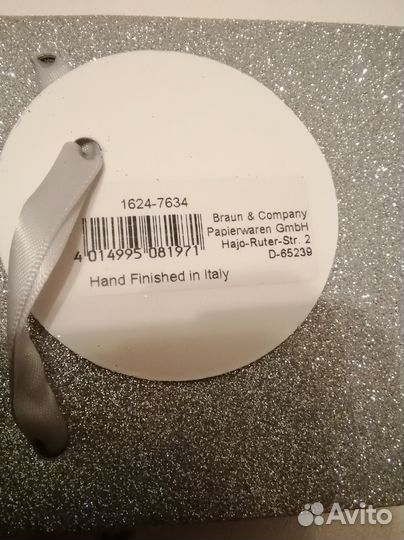 1624-7634
4 014995 081971
Braun & Company
Papierwaren GmbH
Hajo-Ruter-Str. 2
D-65239
Hand Finished in Italy
Avito